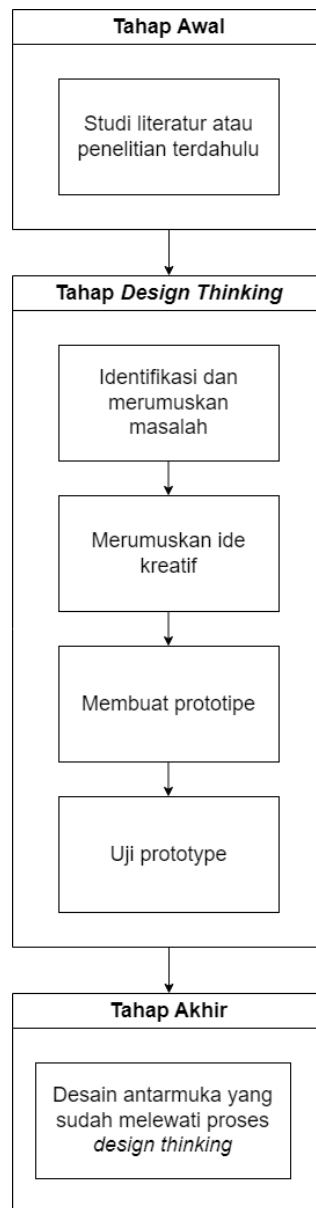 Tahap Awal
Studi literatur atau
penelitian terdahulu
Tahap Design Thinking
Identifikasi dan
merumuskan
masalah
Merumuskan ide
kreatif
Membuat prototipe
Uji prototype
Tahap Akhir
Desain antarmuka yang
sudah melewati proses
design thinking